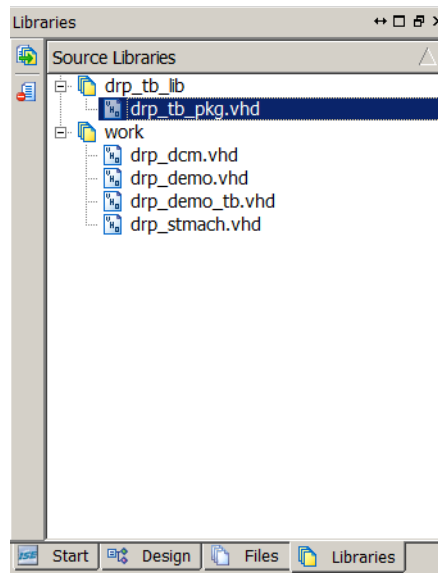 Libraries
Source Libraries
drp_tb_lib
drp_tb_pkg.vhd
work
drp_dcm.vhd
drp_demo.vhd
drp_demo_tb.vhd
drp_stmach.vhd
ISE Start Design Files Libraries